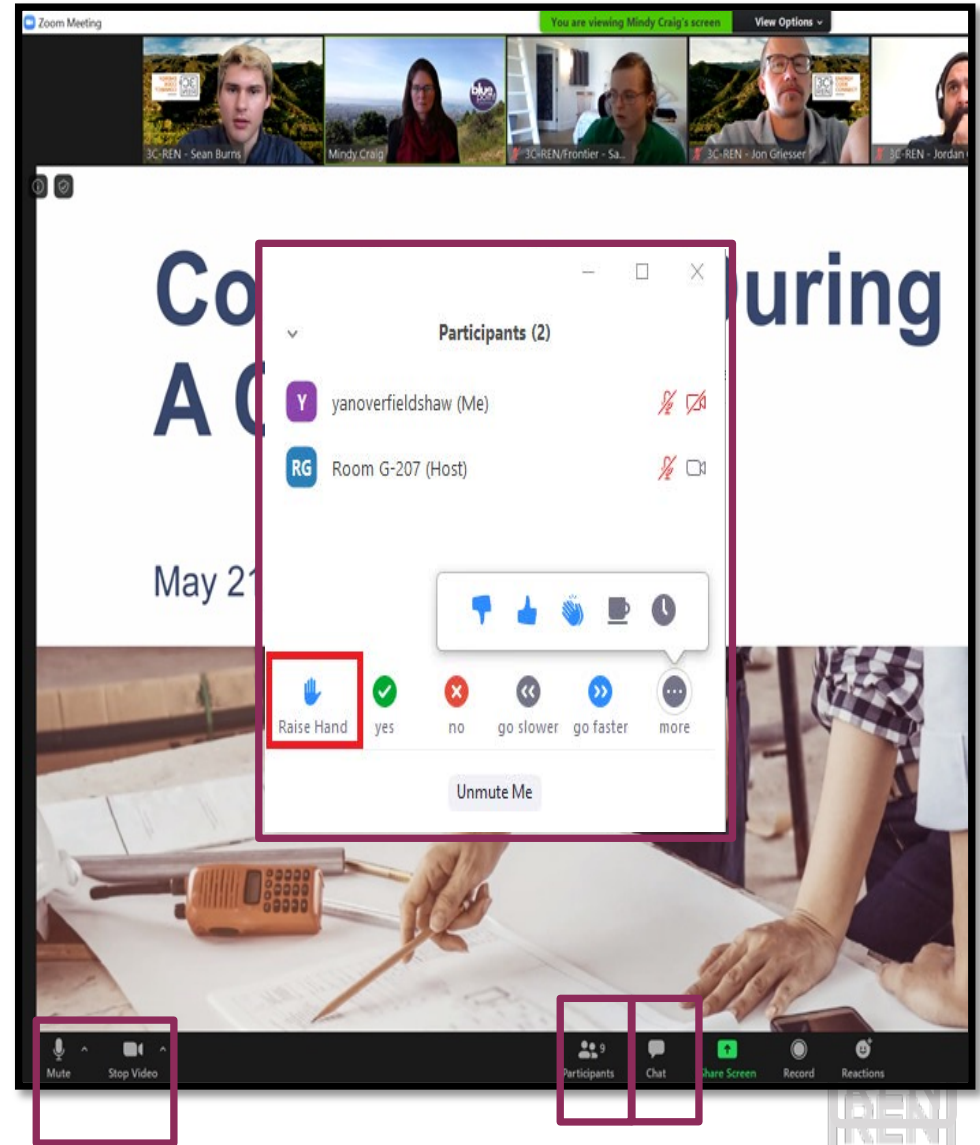 Zoom Meeting
You are viewing Mindy Craig's screen
View Options
3C-REN - Sean Burns
Mindy Craig
3C-REN/Frontier - Sa...
3C-REN - Jon Griesser
3C-REN - Jordan
Co
uring
A
May 21
Participants (2)
Y
yanoverfieldshaw (Me)
RG
Room G-207 (Host)
Raise Hand
yes
no
go slower
go faster
more
Unmute Me
Mute
Stop Video
9
Participants
Chat
Share Screen
Record
Reactions
REN